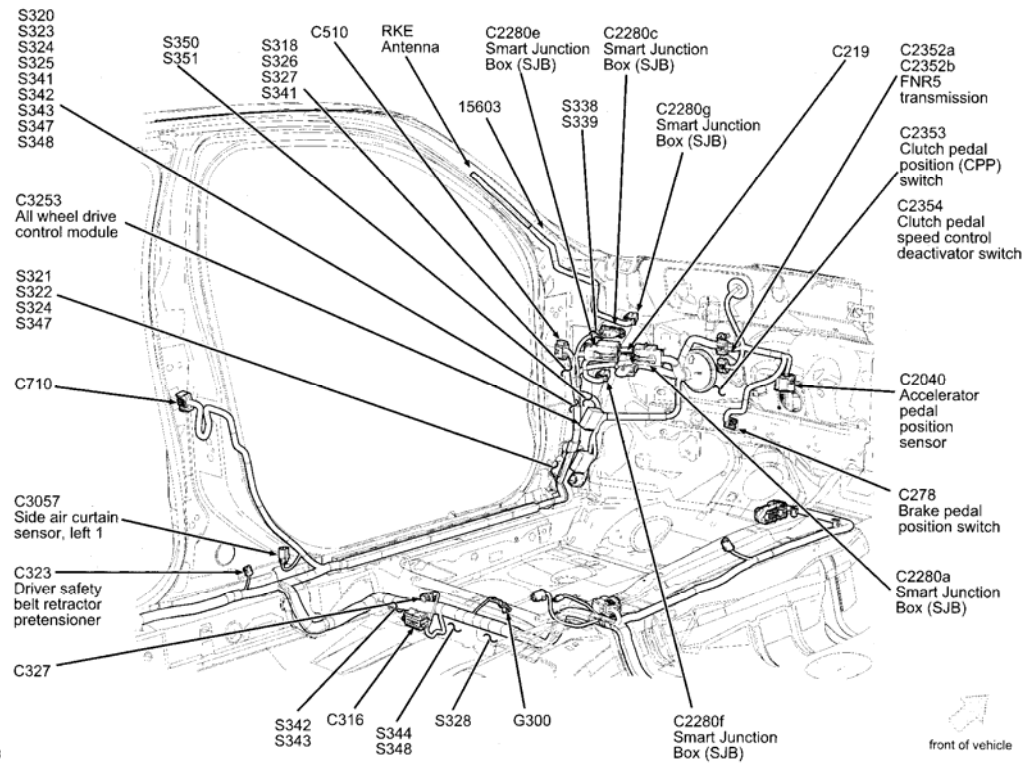 S320
S323
S324
S325
S341
S342
S343
S347
S348
S350
S351
S318
S326
S327
S341
C510
RKE
Antenna
15603
C2280e
Smart Junction
Box (SJB)
S338
S339
C2280c
Smart Junction
Box (SJB)
C2280g
Smart Junction
Box (SJB)
C219
C2352a
C2352b
FNR5
transmission
C2353
Clutch pedal
position (CPP)
switch
C2354
Clutch pedal
speed control
deactivator switch
C3253
All wheel drive
control module
S321
S322
S324
S347
C710
C3057
Side air curtain
sensor, left 1
C323
Driver safety
belt retractor
pretensioner
C327
S342
S343
C316
S344
S348
S328
G300
C2280f
Smart Junction
Box (SJB)
C2040
Accelerator
pedal
position
sensor
C278
Brake pedal
position switch
C2280a
Smart Junction
Box (SJB)
front of vehicle